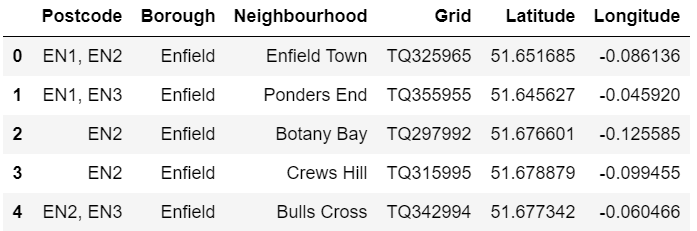 Postcode Borough Neighbourhood Grid Latitude Longitude
0 EN1, EN2 Enfield Enfield Town TQ325965 51.651685 -0.086136
1 EN1, EN3 Enfield Ponders End TQ355955 51.645627 -0.045920
2 EN2 Enfield Botany Bay TQ297992 51.676601 -0.125585
3 EN2 Enfield Crews Hill TQ315995 51.678879 -0.099455
4 EN2, EN3 Enfield Bulls Cross TQ342994 51.677342 -0.060466